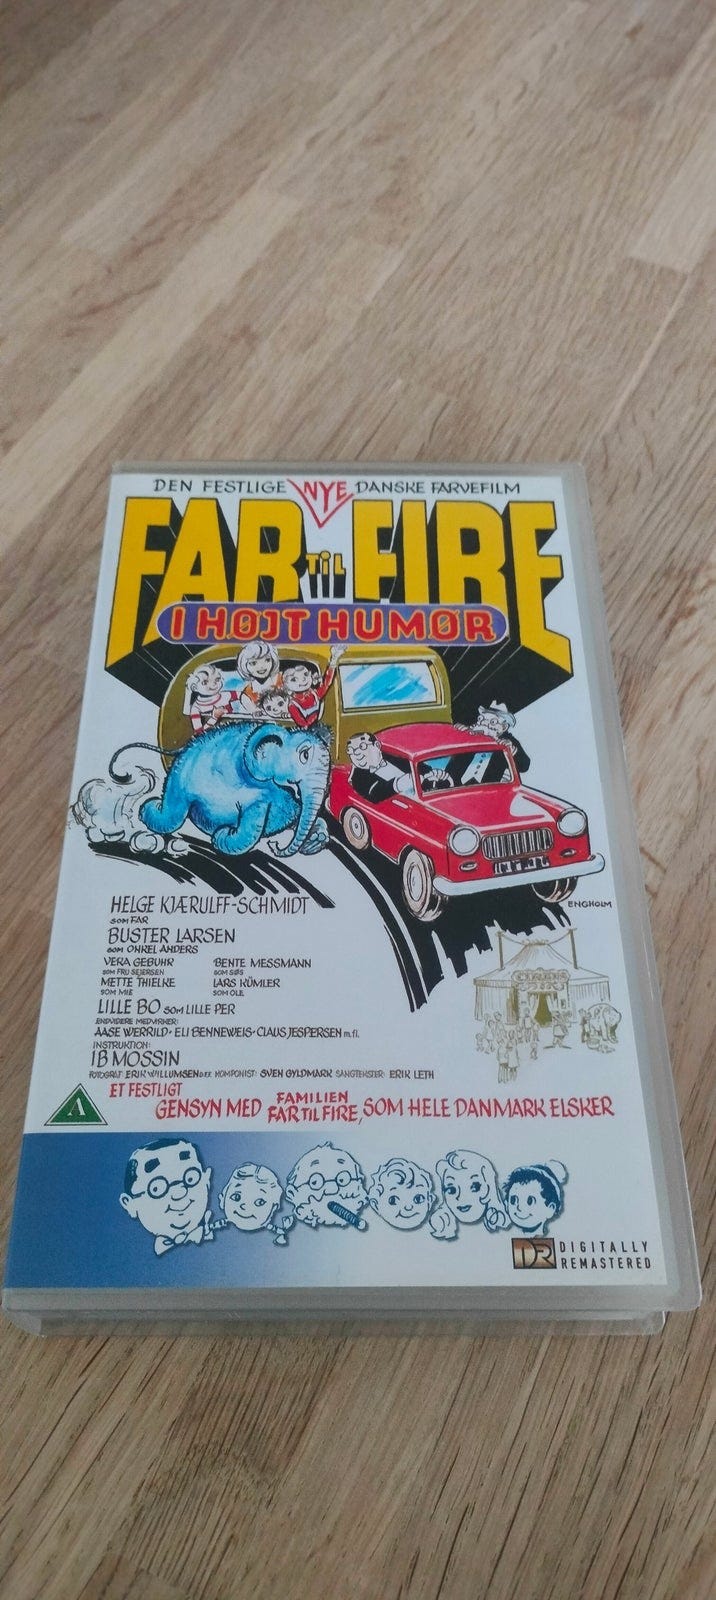 DEN FESTLIGE NYE DANSKE FARVEFILM
FAR TIL FIRE
I HØJT HUMØR
ENGHOLM
HELGE KJÆRULFF-SCHMIDT
SOM FAR
BUSTER LARSEN
SOM ONKEL ANDERS
VERA GEBUHR BENTE MESSMANN
SOM FRU SEJERSEN SOM SØS
METTE THIELKE LARS KÜMLER
SOM MIE SOM OLE
LILLE BO SOM LILLE PER
ENDVIDERE MEDVIRKER:
AASE WERRILD · ELI BENNEWEIS · CLAUS JESPERSEN m.fl.
INSTRUKTION:
IB MOSSIN
FOTOGRAF: ERIK WILLUMSEN DFF KOMPONIST: SVEN GYLDMARK SANGTEKSTER: ERIK LETH
CIRKUS
ET FESTLIGT
GENSYN MED FAMILIEN FAR TIL FIRE, SOM HELE DANMARK ELSKER
A
DR DIGITALLY
REMASTERED